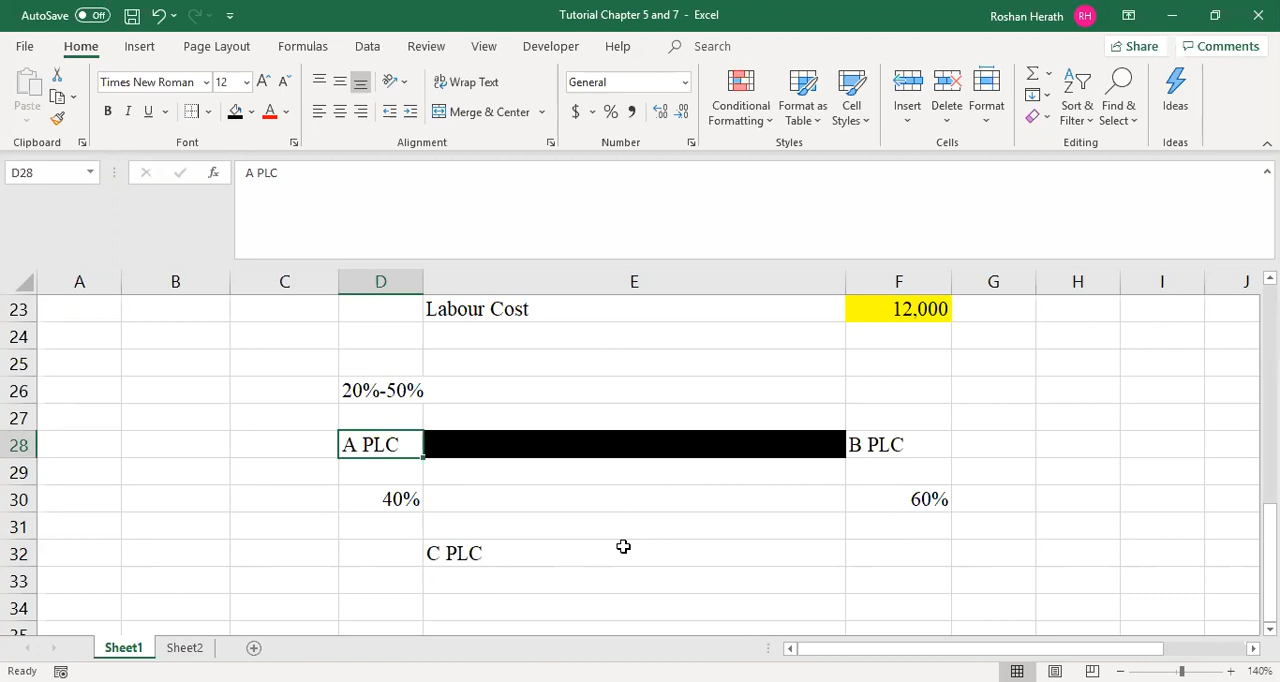 AutoSave Off
Tutorial Chapter 5 and 7 - Excel
Roshan Herath RH
File Home Insert Page Layout Formulas Data Review View Developer Help Search Share Comments
Paste
Times New Roman 12
B I U
Wrap Text
Merge & Center
General
$ % ,
Conditional Formatting
Format as Table
Cell Styles
Insert Delete Format
Sort & Filter
Find & Select
Ideas
Clipboard Font Alignment Number Styles Cells Editing Ideas
D28 fx A PLC
A B C D E F G H I J
23 Labour Cost 12,000
24
25
26 20%-50%
27
28 A PLC B PLC
29
30 40% 60%
31
32 C PLC
33
34
35
Sheet1 Sheet2
Ready 140%